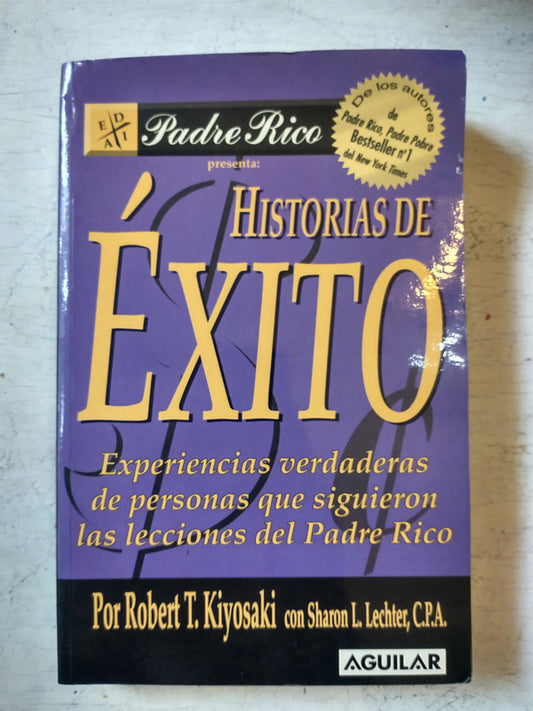 E D
A T I
Padre Rico
presenta:
De los autores
de
Padre Rico, Padre Pobre
Bestseller nº1
del New York Times
HISTORIAS DE
ÉXITO
Experiencias verdaderas
de personas que siguieron
las lecciones del Padre Rico
Por Robert T. Kiyosaki con Sharon L. Lechter, C.P.A.
AGUILAR